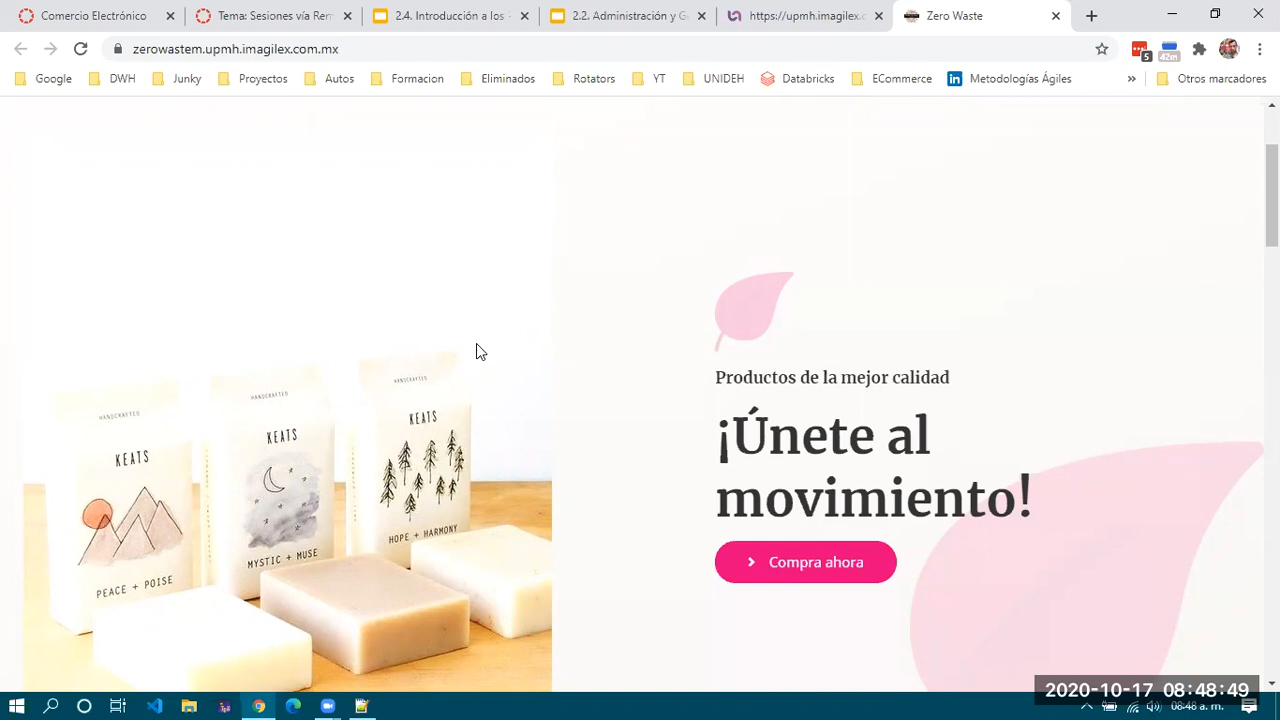 Comercio Electrónico
Tema: Sesiones vía Rem
2.4. Introducción a los
2.2. Administración y G
https://upmh.imagilex.c
Zero Waste
zerowastem.upmh.imagilex.com.mx
5
42m
Google
DWH
Junky
Proyectos
Autos
Formacion
Eliminados
Rotators
YT
UNIDEH
Databricks
ECommerce
Metodologías Ágiles
»
Otros marcadores
HANDCRAFTED
KEATS
PEACE + POISE
HANDCRAFTED
KEATS
MYSTIC + MUSE
HANDCRAFTED
KEATS
HOPE + HARMONY
Productos de la mejor calidad
¡Únete al
movimiento!
Compra ahora
2020-10-17 08:48:49
08:48 a. m.